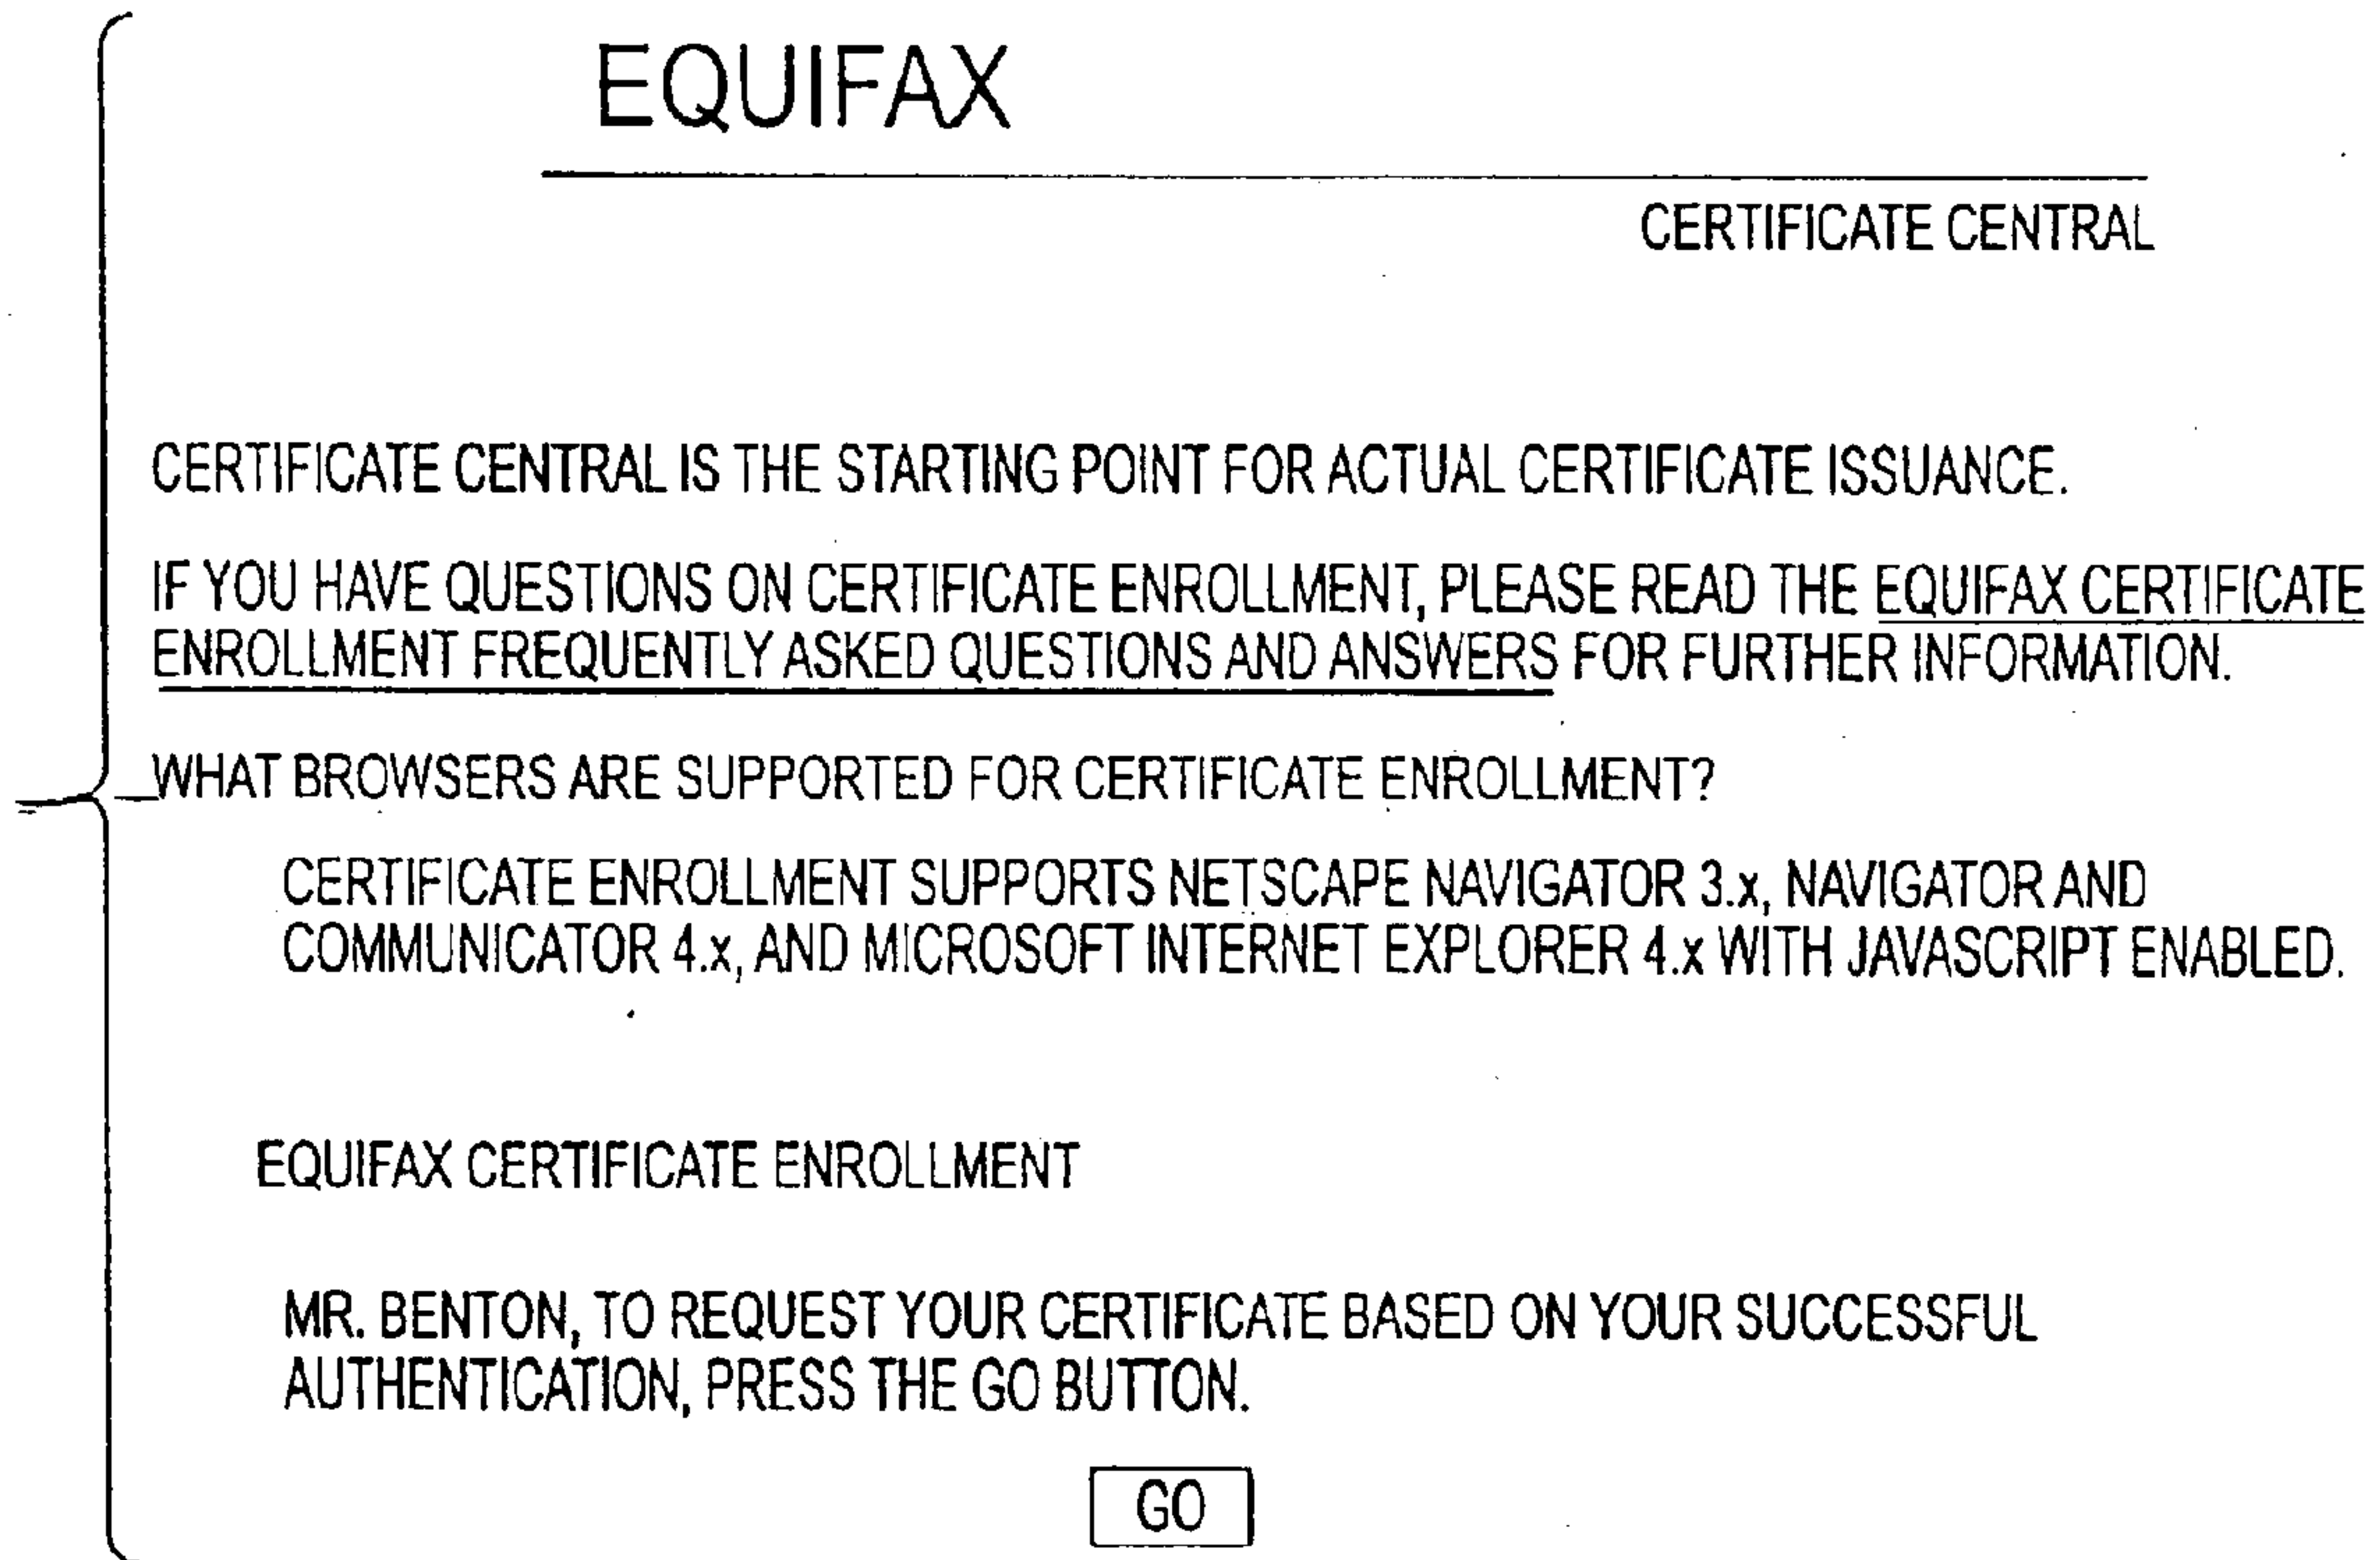 EQUIFAX
CERTIFICATE CENTRAL
CERTIFICATE CENTRAL IS THE STARTING POINT FOR ACTUAL CERTIFICATE ISSUANCE.
IF YOU HAVE QUESTIONS ON CERTIFICATE ENROLLMENT, PLEASE READ THE EQUIFAX CERTIFICATE
ENROLLMENT FREQUENTLY ASKED QUESTIONS AND ANSWERS FOR FURTHER INFORMATION.
WHAT BROWSERS ARE SUPPORTED FOR CERTIFICATE ENROLLMENT?
CERTIFICATE ENROLLMENT SUPPORTS NETSCAPE NAVIGATOR 3.x, NAVIGATOR AND
COMMUNICATOR 4.x, AND MICROSOFT INTERNET EXPLORER 4.x WITH JAVASCRIPT ENABLED.
EQUIFAX CERTIFICATE ENROLLMENT
MR. BENTON, TO REQUEST YOUR CERTIFICATE BASED ON YOUR SUCCESSFUL
AUTHENTICATION, PRESS THE GO BUTTON.
GO